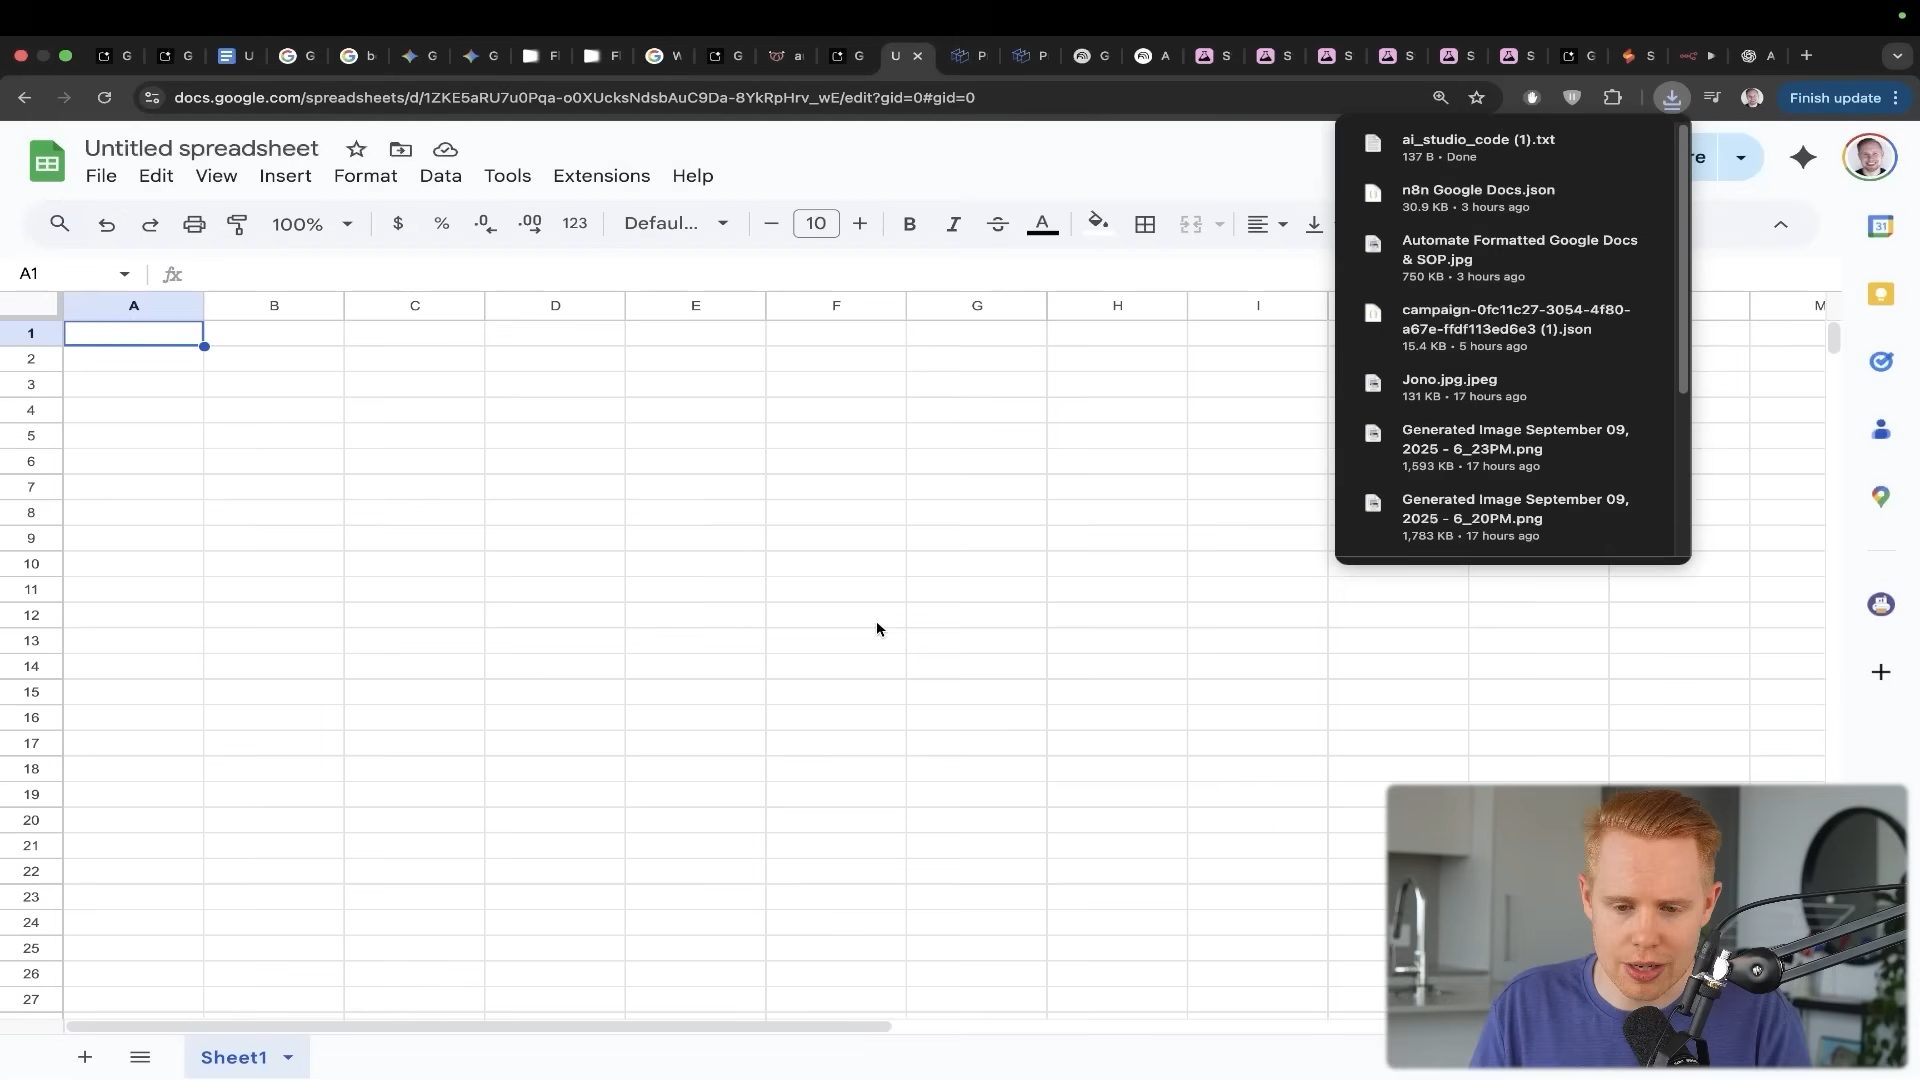 G
G
U
G
b
G
G
Fl
Fl
W
G
a
G
U
P
P
G
A
S
S
S
S
S
S
G
S
A
docs.google.com/spreadsheets/d/1ZKE5aRU7u0Pqa-o0XUcksNdsbAuC9Da-8YkRpHrv_wE/edit?gid=0#gid=0
Finish update
Untitled spreadsheet
File Edit View Insert Format Data Tools Extensions Help
100% $ % .0 .00 123 Defaul... 10 B I S A
A1 fx
A B C D E F G H I M
1
2
3
4
5
6
7
8
9
10
11
12
13
14
15
16
17
18
19
20
21
22
23
24
25
26
27
ai_studio_code (1).txt
137 B • Done
n8n Google Docs.json
30.9 KB • 3 hours ago
Automate Formatted Google Docs
& SOP.jpg
750 KB • 3 hours ago
campaign-0fc11c27-3054-4f80-
a67e-ffdf113ed6e3 (1).json
15.4 KB • 5 hours ago
Jono.jpg.jpeg
131 KB • 17 hours ago
Generated Image September 09,
2025 - 6_23PM.png
1,593 KB • 17 hours ago
Generated Image September 09,
2025 - 6_20PM.png
1,783 KB • 17 hours ago
re
31
Sheet1